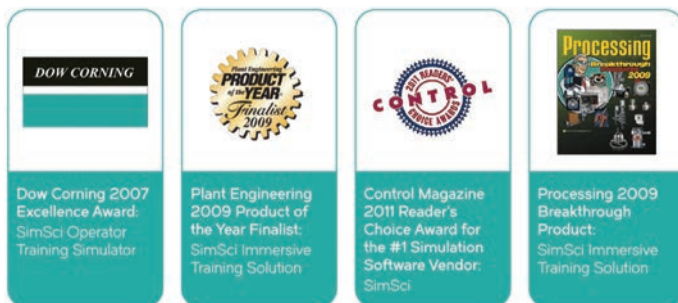 DOW CORNING
Dow Corning 2007
Excellence Award:
SimSci Operator
Training Simulator
Plant Engineering
PRODUCT
of the YEAR
Finalist
2009
Plant Engineering
2009 Product of
the Year Finalist:
SimSci Immersive
Training Solution
2011 READERS'
CONTROL
CHOICE AWARDS
Control Magazine
2011 Reader's
Choice Award for
the #1 Simulation
Software Vendor:
SimSci
Processing
Breakthrough
2009
Processing 2009
Breakthrough
Product:
SimSci Immersive
Training Solution